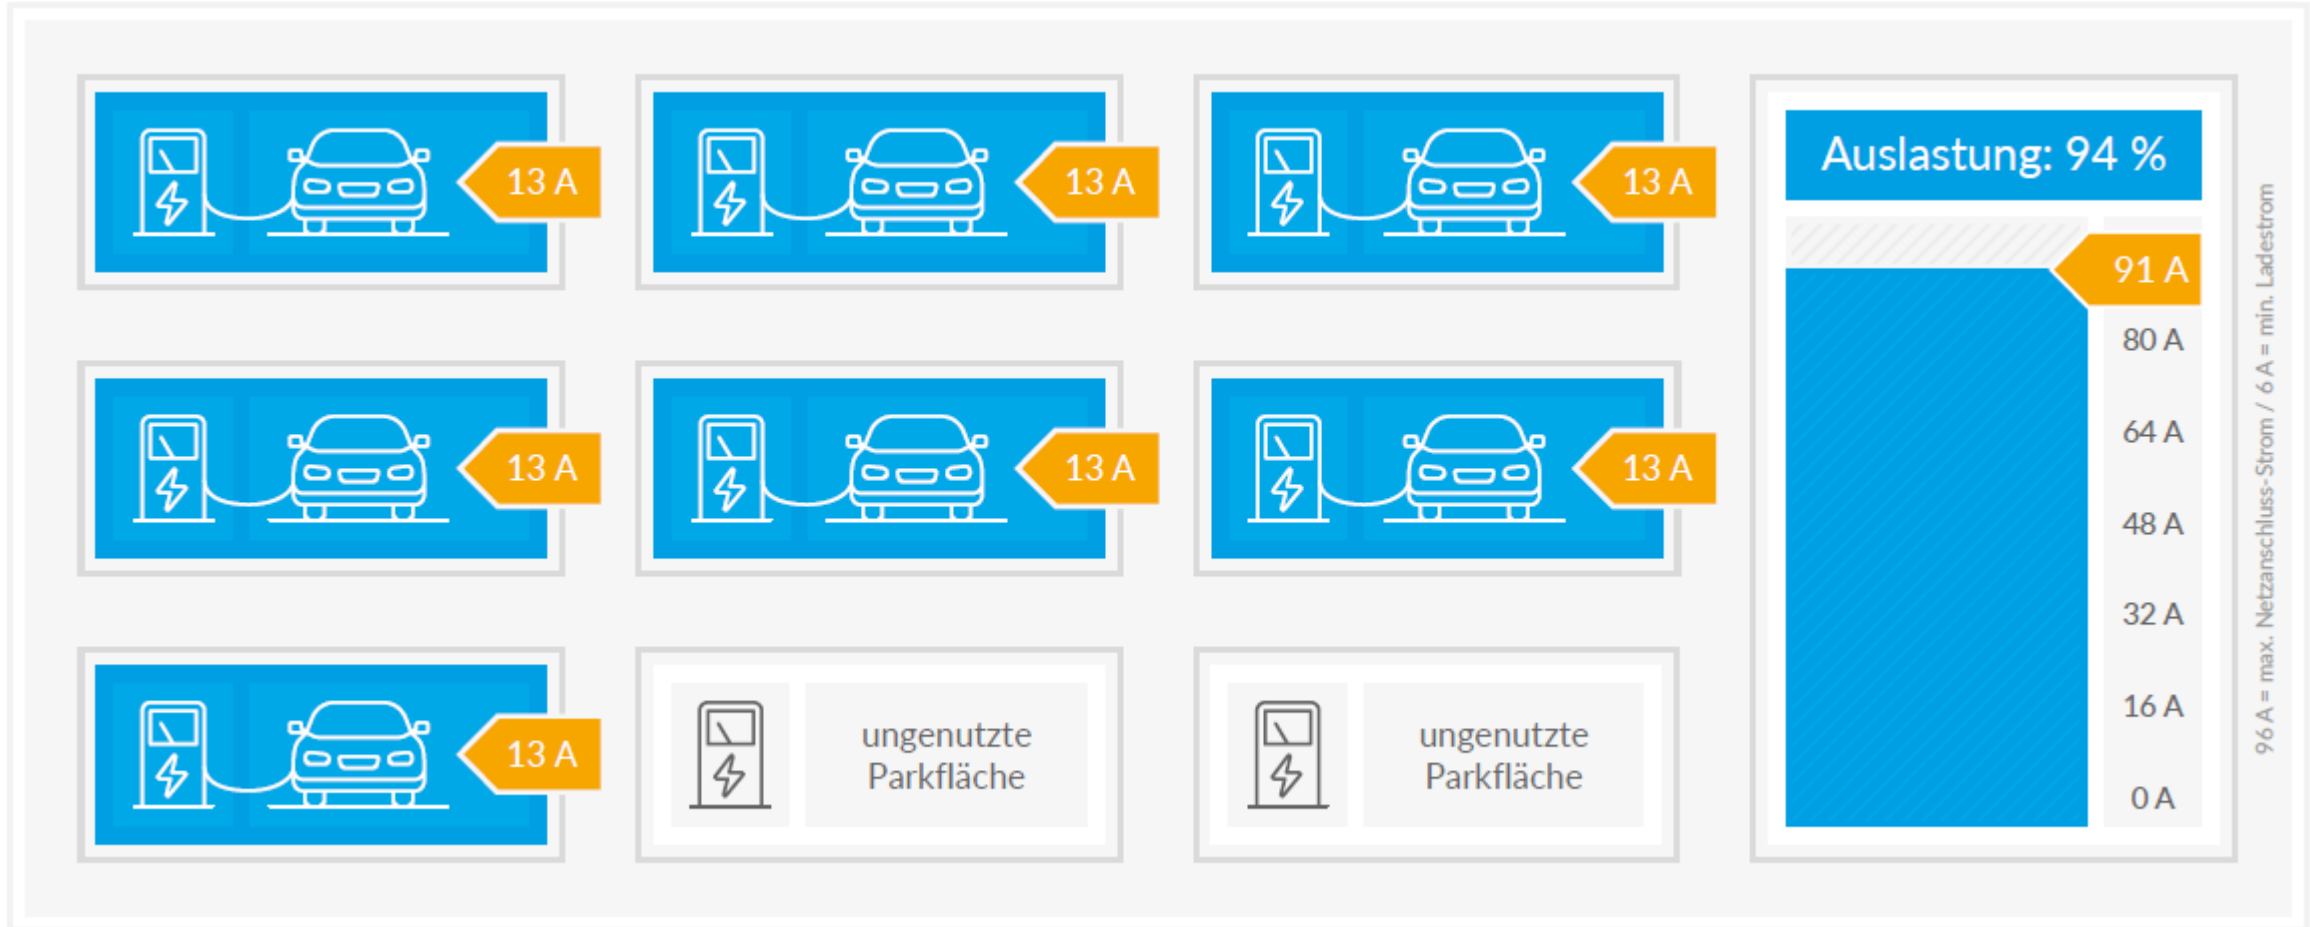 13 A
13 A
13 A
13 A
13 A
13 A
13 A
ungenutzte
Parkfläche
ungenutzte
Parkfläche
Auslastung: 94 %
91 A
80 A
64 A
48 A
32 A
16 A
0 A
96 A = max. Netzanschluss-Strom / 6 A = min. Ladestrom